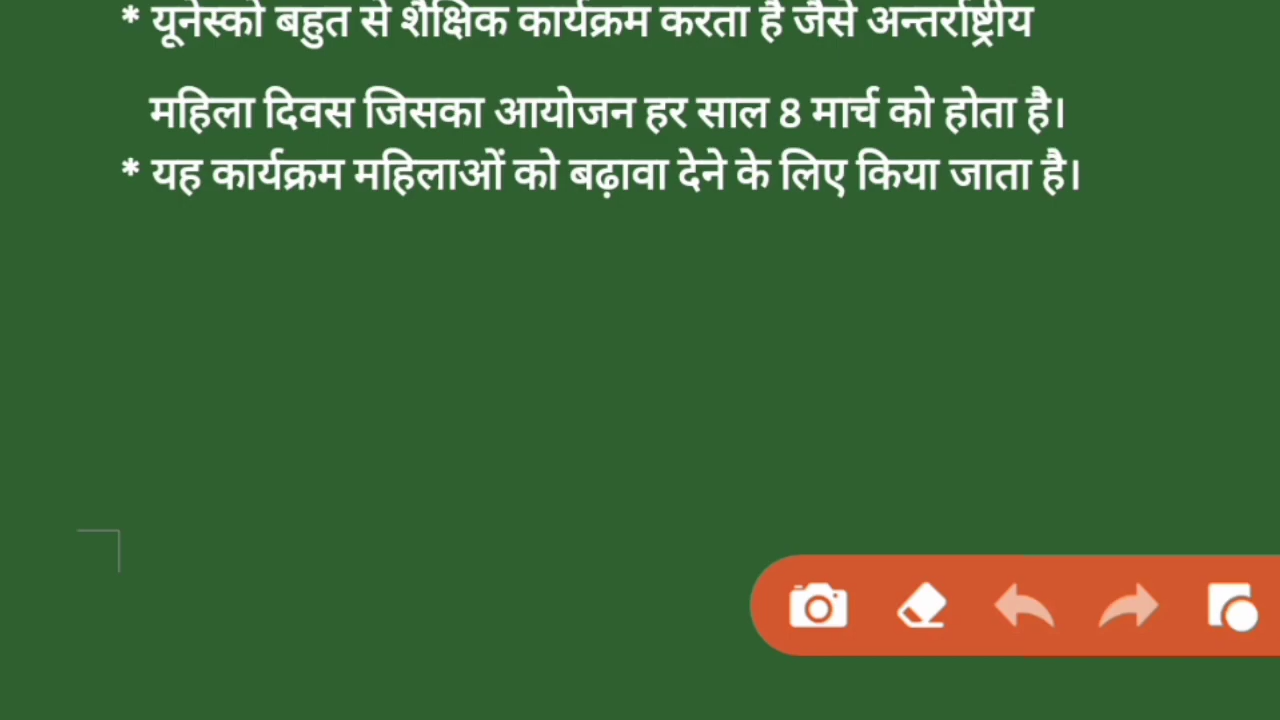 * यूनेस्को बहुत से शैक्षिक कार्यक्रम करता है जैसे अन्तर्राष्ट्रीय
महिला दिवस जिसका आयोजन हर साल 8 मार्च को होता है।
* यह कार्यक्रम महिलाओं को बढ़ावा देने के लिए किया जाता है।